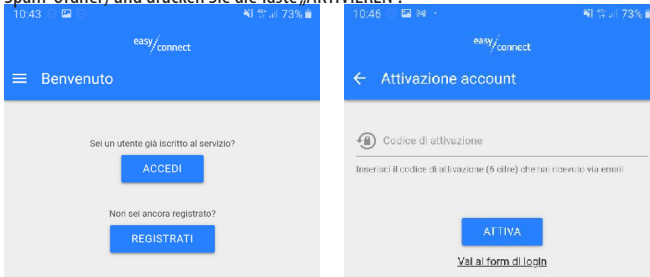 Spam-Ordner) und drücken Sie die Taste „AKTIVIEREN“.
10:43 73%
easy/connect
Benvenuto
Sei un utente già iscritto al servizio?
ACCEDI
Non sei ancora registrato?
REGISTRATI
10:46 73%
easy/connect
Attivazione account
Codice di attivazione
Inserisci il codice di attivazione (6 cifre) che hai ricevuto via email
ATTIVA
Vai al form di login